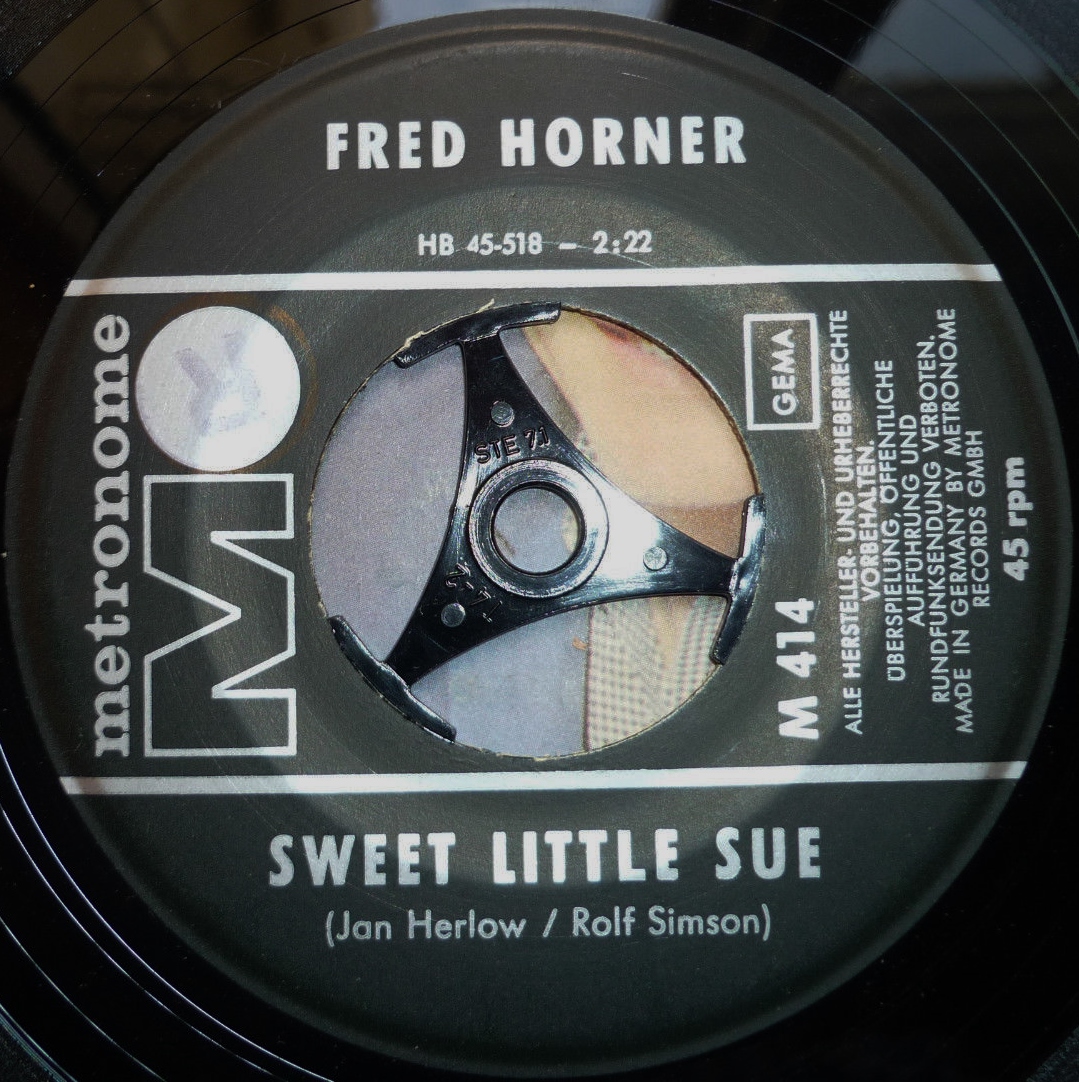 FRED HORNER
HB 45-518 – 2:22
metronome
M
STE 71
GEMA
M 414
ALLE HERSTELLER- UND URHEBERRECHTE
VORBEHALTEN.
ÜBERSPIELUNG, ÖFFENTLICHE
AUFFÜHRUNG UND
RUNDFUNKSENDUNG VERBOTEN.
MADE IN GERMANY BY METRONOME
RECORDS GMBH
45 rpm
SWEET LITTLE SUE
(Jan Herlow / Rolf Simson)